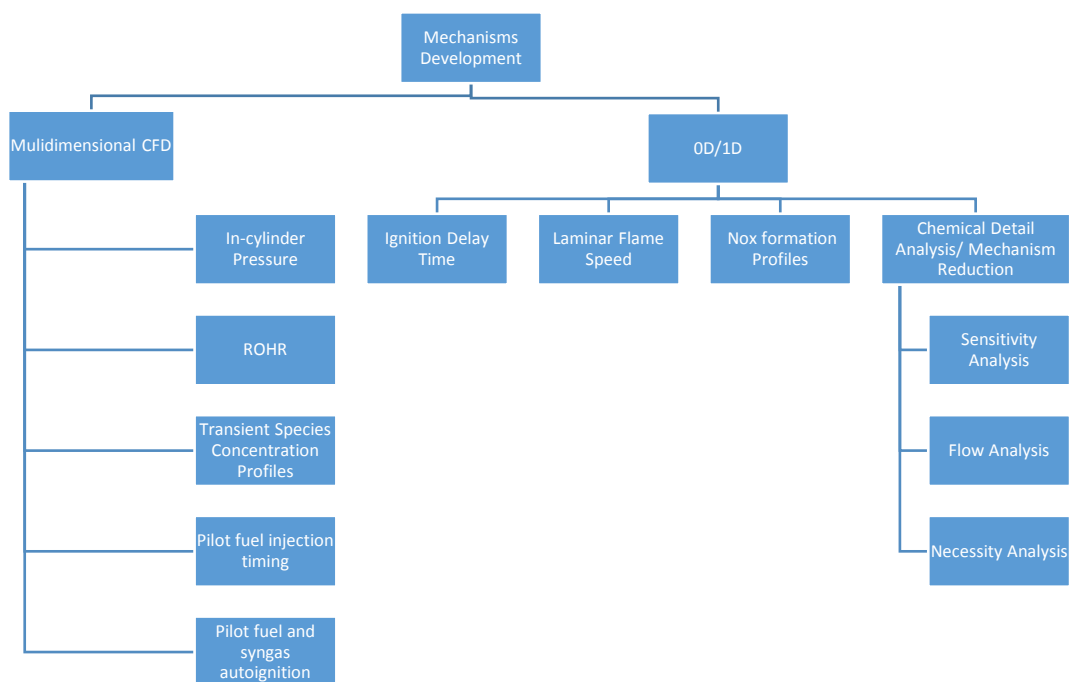 Mechanisms
Development
Mulidimensional CFD
0D/1D
In-cylinder
Pressure
Ignition Delay
Time
Laminar Flame
Speed
Nox formation
Profiles
Chemical Detail
Analysis/ Mechanism
Reduction
ROHR
Sensitivity
Analysis
Transient Species
Concentration
Profiles
Flow Analysis
Pilot fuel injection
timing
Necessity Analysis
Pilot fuel and
syngas
autoignition